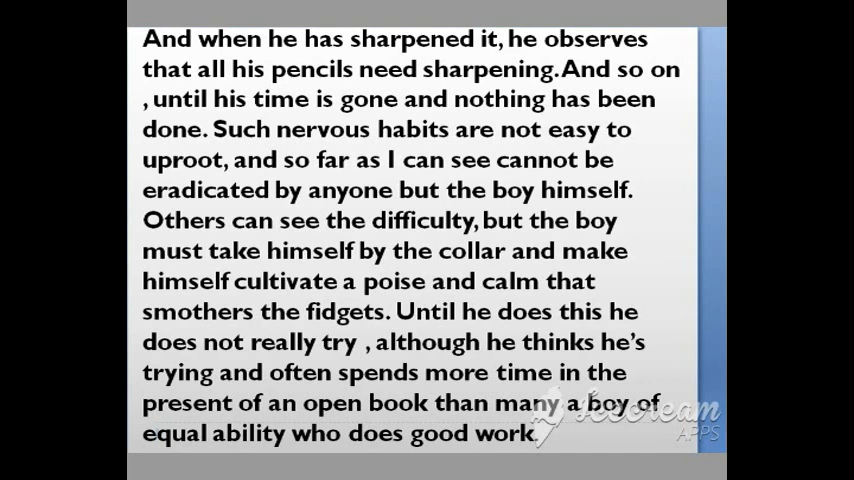 And when he has sharpened it, he observes
that all his pencils need sharpening. And so on
, until his time is gone and nothing has been
done. Such nervous habits are not easy to
uproot, and so far as I can see cannot be
eradicated by anyone but the boy himself.
Others can see the difficulty, but the boy
must take himself by the collar and make
himself cultivate a poise and calm that
smothers the fidgets. Until he does this he
does not really try , although he thinks he's
trying and often spends more time in the
present of an open book than many a boy of
equal ability who does good work.
Icecream
APPS